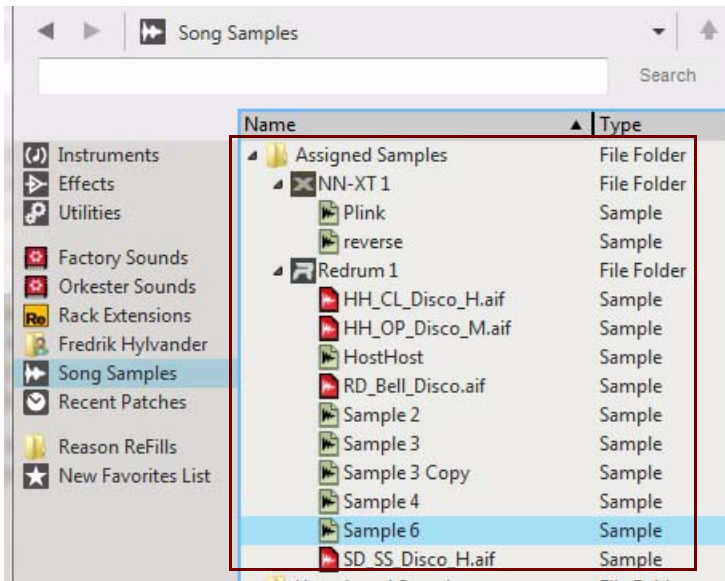 Song Samples
Search
Name Type
Instruments
Effects
Utilities
Factory Sounds
Orkester Sounds
Re Rack Extensions
Fredrik Hylvander
Song Samples
Recent Patches
Reason ReFills
New Favorites List
Assigned Samples File Folder
NN-XT 1 File Folder
Plink Sample
reverse Sample
Redrum 1 File Folder
HH_CL_Disco_H.aif Sample
HH_OP_Disco_M.aif Sample
HostHost Sample
RD_Bell_Disco.aif Sample
Sample 2 Sample
Sample 3 Sample
Sample 3 Copy Sample
Sample 4 Sample
Sample 6 Sample
SD_SS_Disco_H.aif Sample